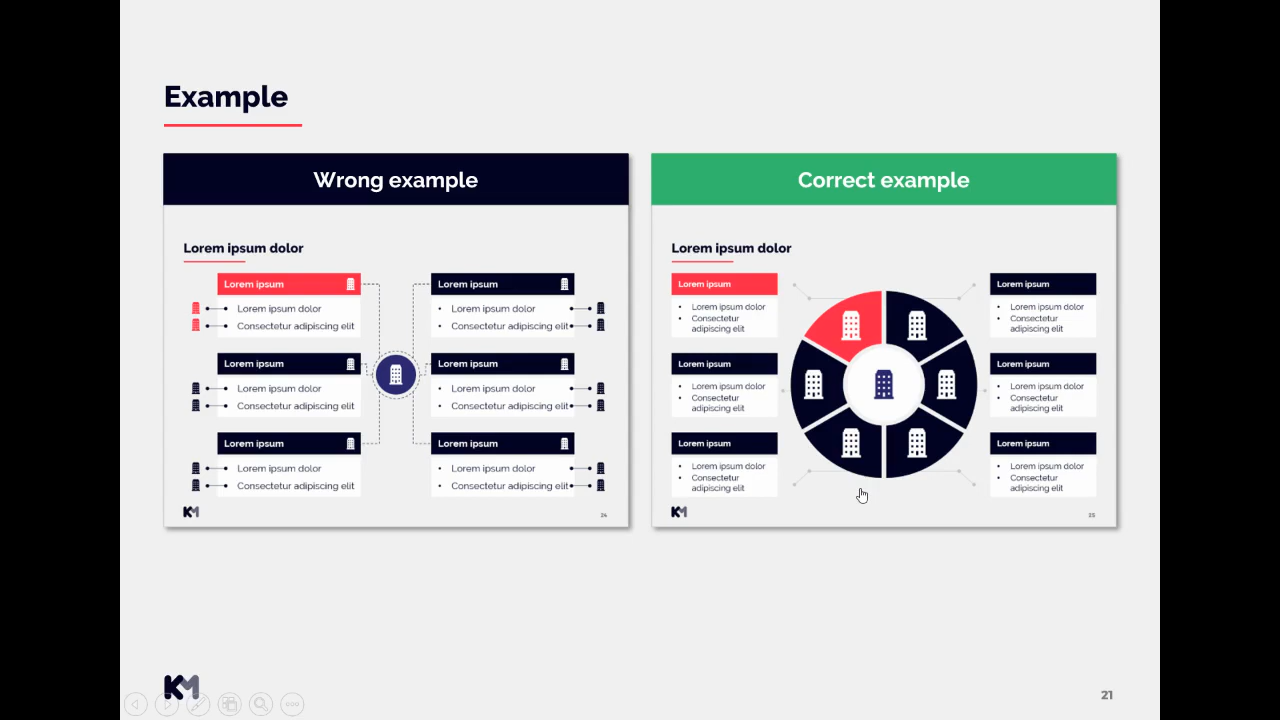 Example
Wrong example
Lorem ipsum dolor
Lorem ipsum
Lorem ipsum dolor
Consectetur adipiscing elit
Lorem ipsum
Lorem ipsum dolor
Consectetur adipiscing elit
Lorem ipsum
Lorem ipsum dolor
Consectetur adipiscing elit
Lorem ipsum
• Lorem ipsum dolor
• Consectetur adipiscing elit
Lorem ipsum
• Lorem ipsum dolor
• Consectetur adipiscing elit
Lorem ipsum
• Lorem ipsum dolor
• Consectetur adipiscing elit
KM
24
Correct example
Lorem ipsum dolor
Lorem ipsum
• Lorem ipsum dolor
• Consectetur
adipiscing elit
Lorem ipsum
• Lorem ipsum dolor
• Consectetur
adipiscing elit
Lorem ipsum
• Lorem ipsum dolor
• Consectetur
adipiscing elit
Lorem ipsum
• Lorem ipsum dolor
• Consectetur
adipiscing elit
Lorem ipsum
• Lorem ipsum dolor
• Consectetur
adipiscing elit
Lorem ipsum
• Lorem ipsum dolor
• Consectetur
adipiscing elit
KM
25
KM
21